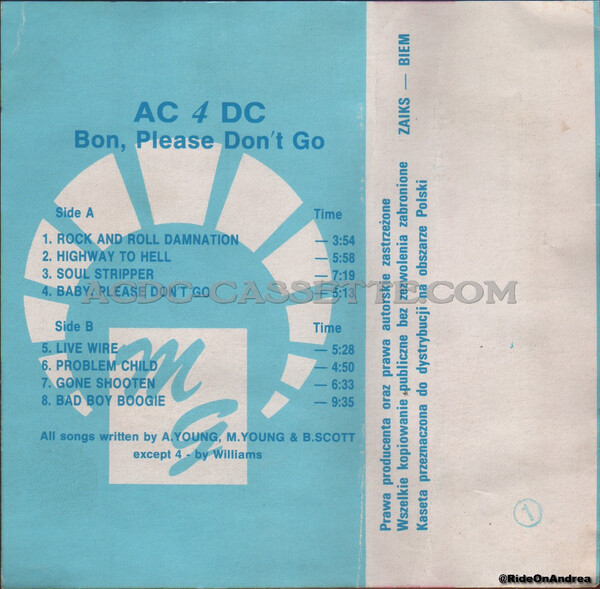 AC 4 DC
Bon, Please Don't Go
Side A Time
1. ROCK AND ROLL DAMNATION — 3:54
2. HIGHWAY TO HELL — 5:58
3. SOUL STRIPPER — 7:19
4. BABY, PLEASE DON'T GO — 5:13
ACDC-CASSETTE.COM
Side B Time
5. LIVE WIRE — 5:28
6. PROBLEM CHILD — 4:50
7. GONE SHOOTEN — 6:33
8. BAD BOY BOOGIE — 9:35
MG
All songs written by A.YOUNG, M.YOUNG & B.SCOTT
except 4 - by Williams
Prawa producenta oraz prawa autorskie zastrzeżone
Wszelkie kopiowanie publiczne bez zezwolenia zabronione ZAIKS — BIEM
Kaseta przeznaczona do dystrybucji na obszarze Polski
1
@RideOnAndrea